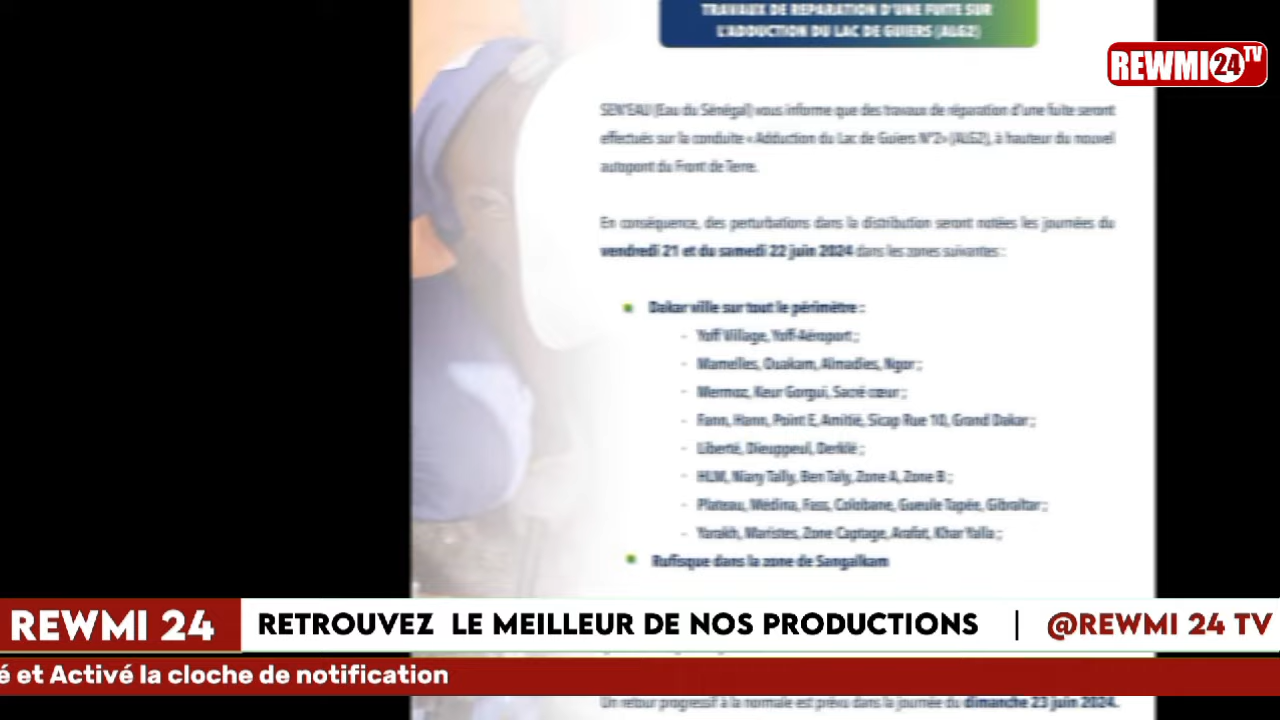 TRAVAUX DE RÉPARATION D'UNE FUITE SUR
L'ADDUCTION DU LAC DE GUIERS (ALG2)
REWMI 24 TV
SEN'EAU (Eau du Sénégal) vous informe que des travaux de réparation d'une fuite seront
effectués sur la conduite « Adduction du Lac de Guiers N°2» (ALG2), à hauteur du nouvel
autopont du Front de Terre.
En conséquence, des perturbations dans la distribution seront notées les journées du
vendredi 21 et du samedi 22 juin 2024 dans les zones suivantes :
Dakar ville sur tout le périmètre :
- Yoff Village, Yoff-Aéroport ;
- Mamelles, Ouakam, Almadies, Ngor ;
- Mermoz, Keur Gorgui, Sacré cœur ;
- Fann, Hann, Point E, Amitié, Sicap Rue 10, Grand Dakar ;
- Liberté, Dieuppeul, Derklé ;
- HLM, Niary Tally, Ben Taly, Zone A, Zone B ;
- Plateau, Médina, Fass, Colobane, Gueule Tapée, Gibraltar ;
- Yarakh, Maristes, Zone Captage, Arafat, Khar Yalla ;
Rufisque dans la zone de Sangalkam
REWMI 24 RETROUVEZ LE MEILLEUR DE NOS PRODUCTIONS | @REWMI 24 TV
é et Activé la cloche de notification
Un retour progressif à la normale est prévu dans la journée du dimanche 23 juin 2024.